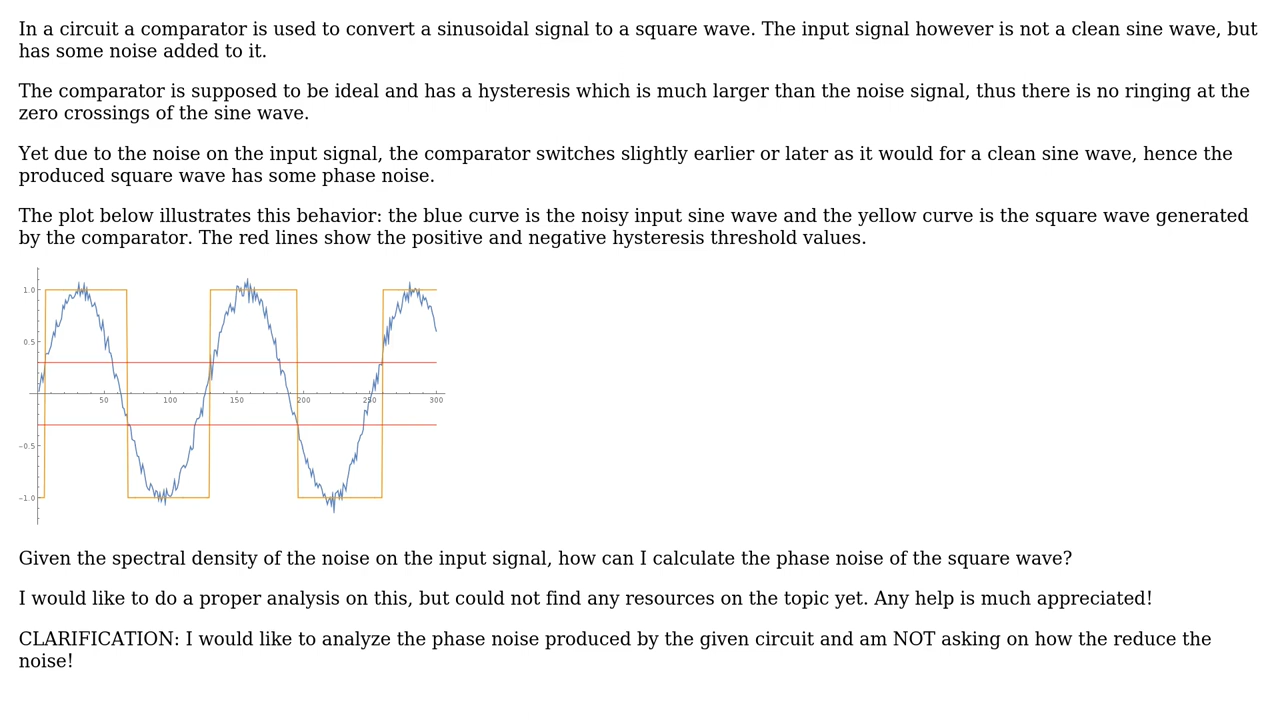 In a circuit a comparator is used to convert a sinusoidal signal to a square wave. The input signal however is not a clean sine wave, but
has some noise added to it.
The comparator is supposed to be ideal and has a hysteresis which is much larger than the noise signal, thus there is no ringing at the
zero crossings of the sine wave.
Yet due to the noise on the input signal, the comparator switches slightly earlier or later as it would for a clean sine wave, hence the
produced square wave has some phase noise.
The plot below illustrates this behavior: the blue curve is the noisy input sine wave and the yellow curve is the square wave generated
by the comparator. The red lines show the positive and negative hysteresis threshold values.
1.0
0.5
50 100 150 200 250 300
−0.5
−1.0
Given the spectral density of the noise on the input signal, how can I calculate the phase noise of the square wave?
I would like to do a proper analysis on this, but could not find any resources on the topic yet. Any help is much appreciated!
CLARIFICATION: I would like to analyze the phase noise produced by the given circuit and am NOT asking on how the reduce the
noise!